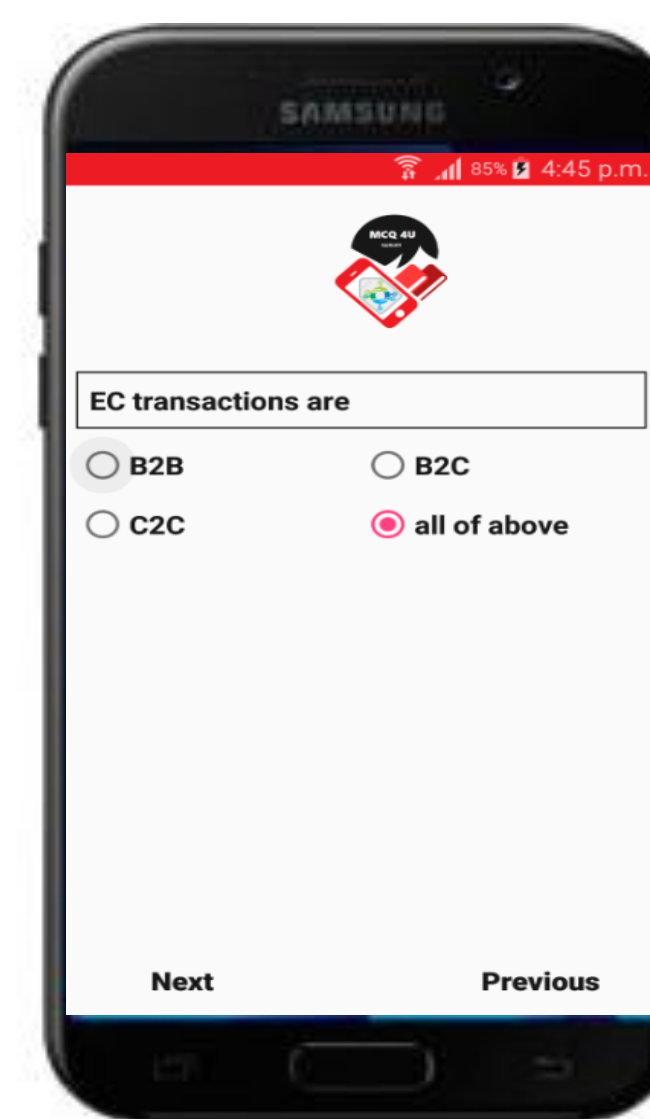 SAMSUNG
85% 4:45 p.m.
MCQ 4U
EC transactions are
B2B B2C
C2C all of above
Next Previous